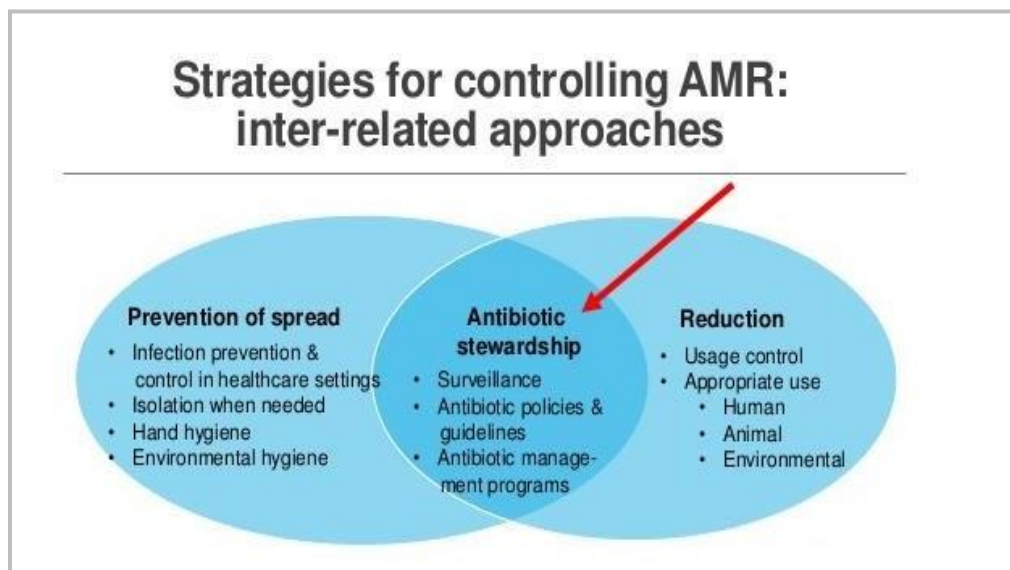 Strategies for controlling AMR:
inter-related approaches
Prevention of spread
• Infection prevention &
control in healthcare settings
• Isolation when needed
• Hand hygiene
• Environmental hygiene
Antibiotic
stewardship
• Surveillance
• Antibiotic policies &
guidelines
• Antibiotic manage-
ment programs
Reduction
• Usage control
• Appropriate use
• Human
• Animal
• Environmental